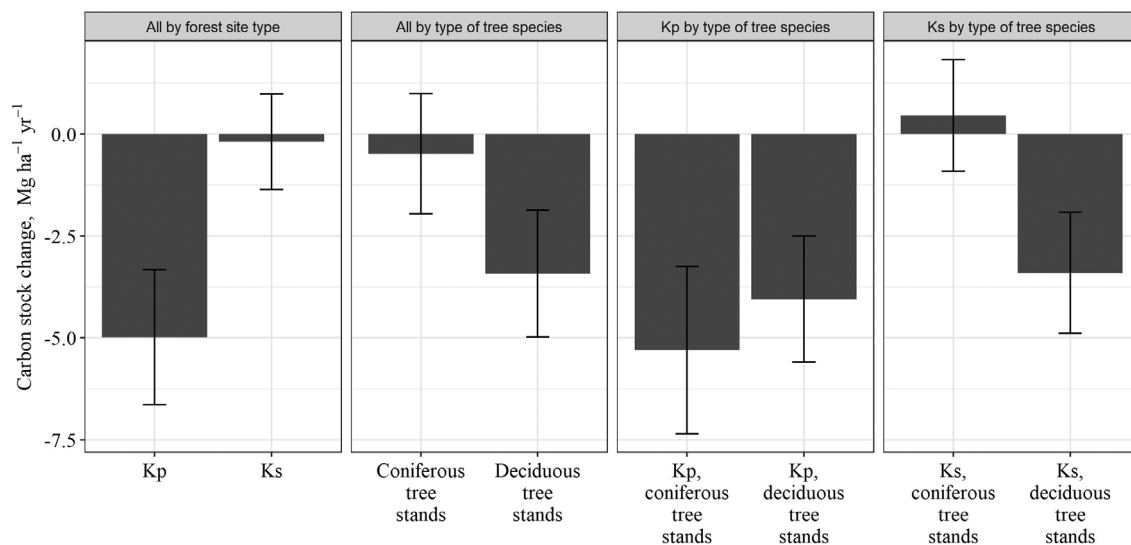 All by forest site type
All by type of tree species
Kp by type of tree species
Ks by type of tree species
Carbon stock change, Mg ha⁻¹ yr⁻¹
0.0
-2.5
-5.0
-7.5
Kp
Ks
Coniferous
tree
stands
Deciduous
tree
stands
Kp,
coniferous
tree
stands
Kp,
deciduous
tree
stands
Ks,
coniferous
tree
stands
Ks,
deciduous
tree
stands